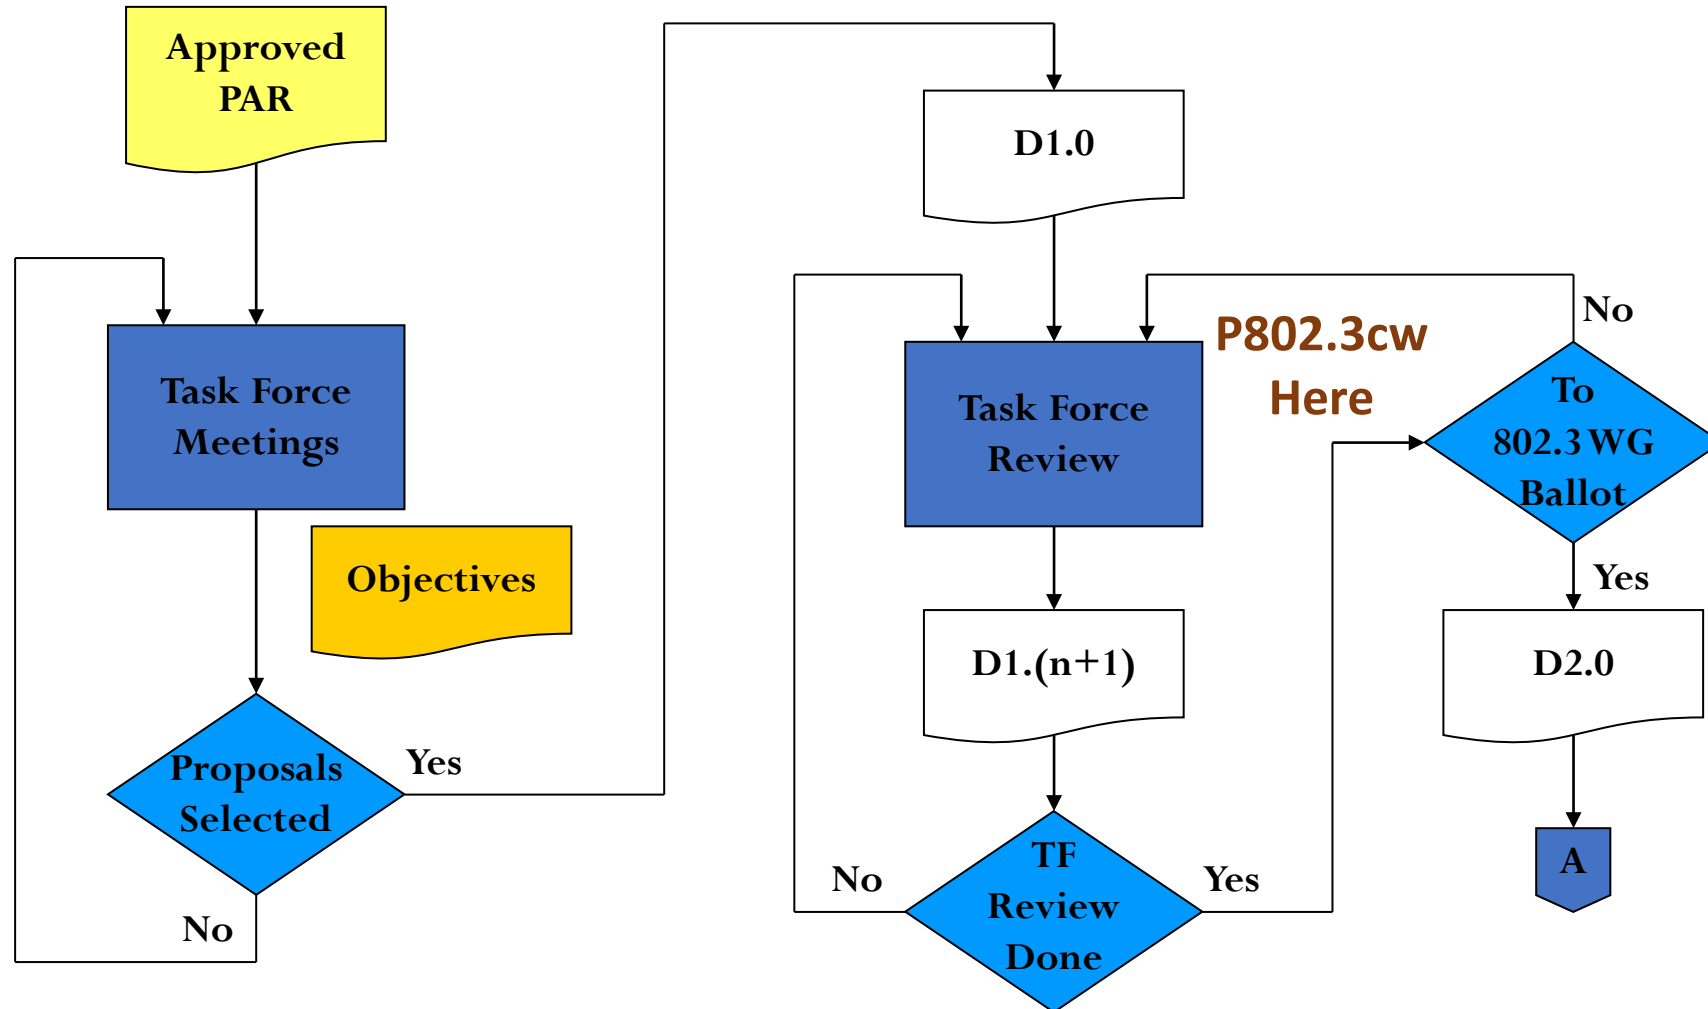 Approved
PAR
Task Force
Meetings
Objectives
Proposals
Selected
Yes
No
D1.0
Task Force
Review
P802.3cw
Here
D1.(n+1)
TF
Review
Done
No
Yes
To
802.3 WG
Ballot
No
Yes
D2.0
A